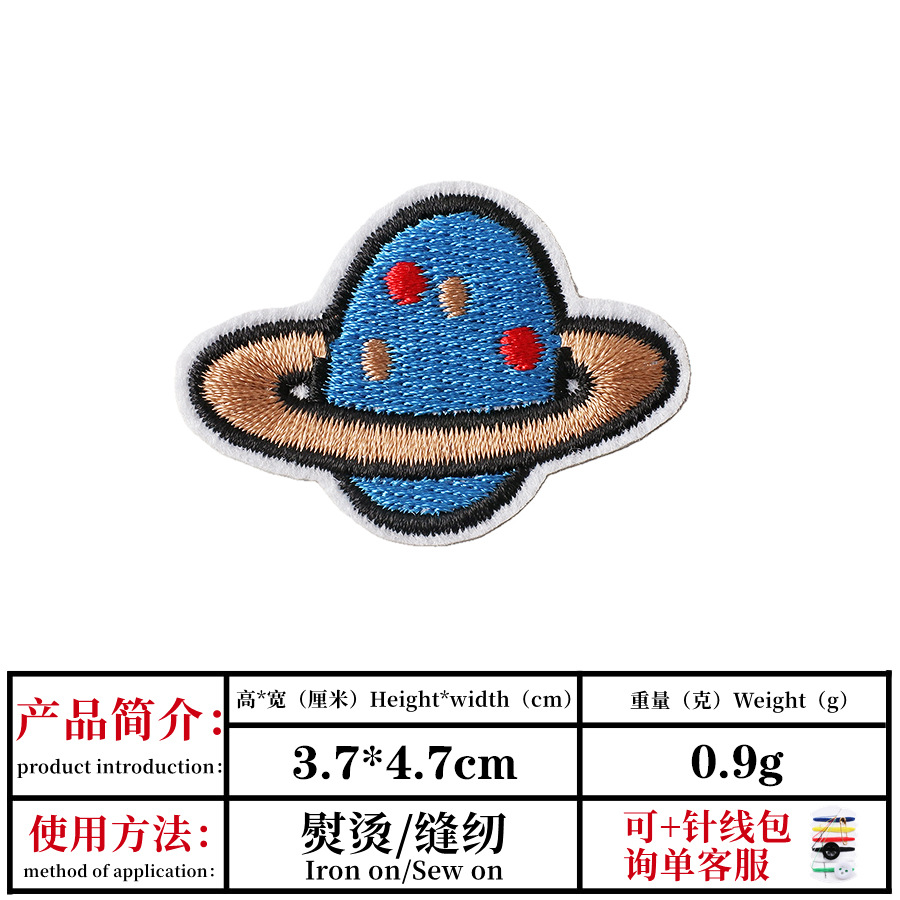 产品简介：
product introduction：
高*宽（厘米）Height*width（cm）
重量（克）Weight（g）
3.7*4.7cm
0.9g
使用方法：
method of application：
熨烫/缝纫
Iron on/Sew on
可+针线包
询单客服